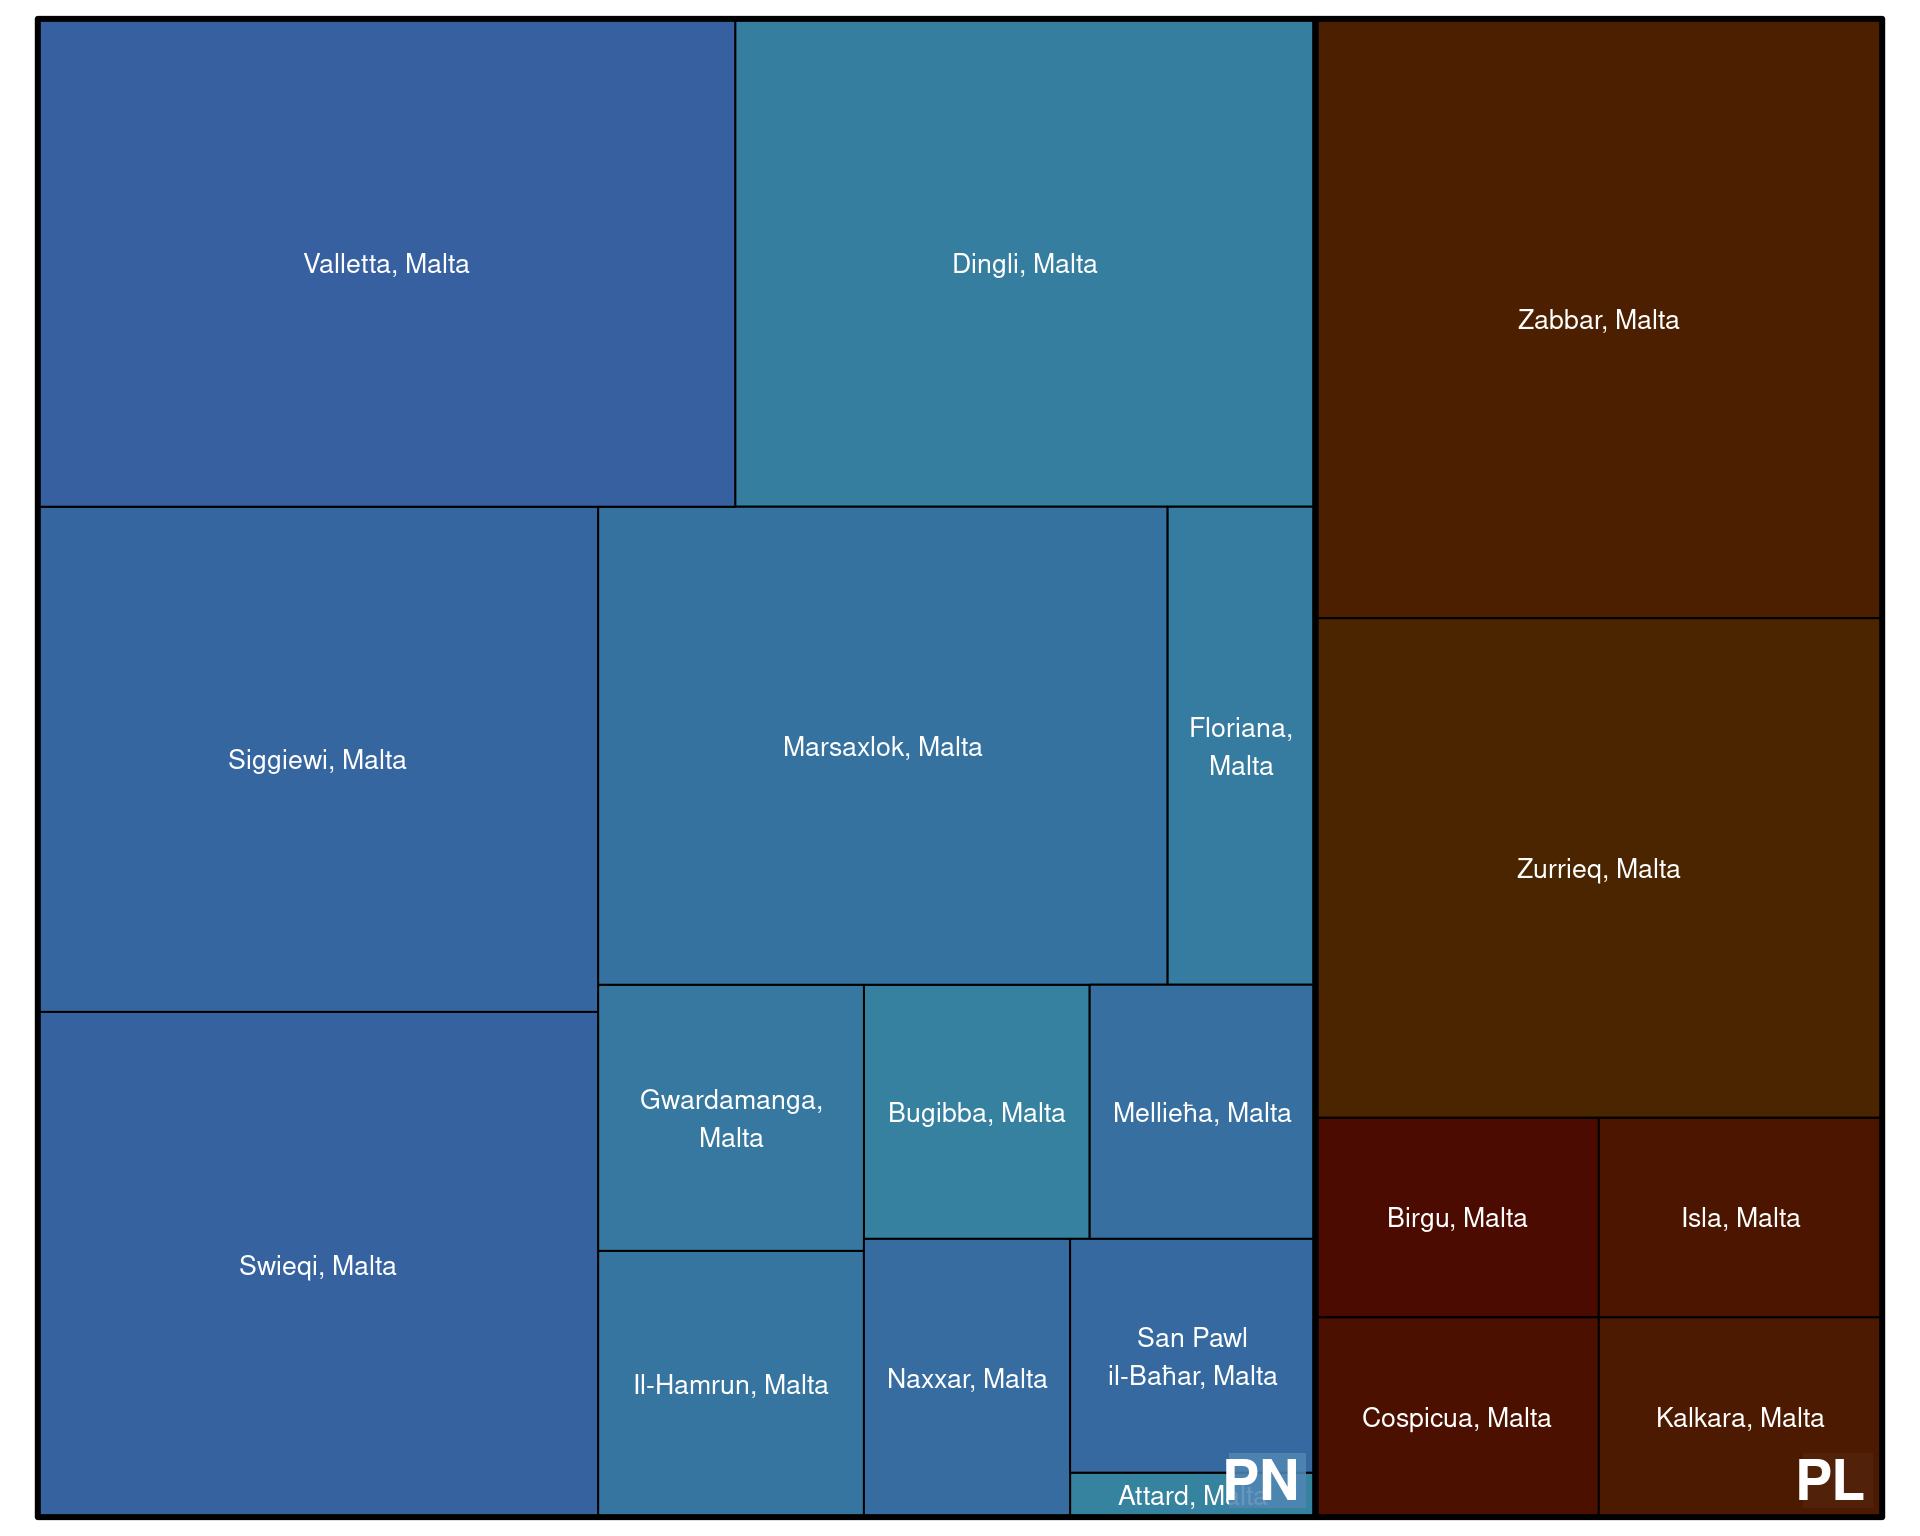 Valletta, Malta
Dingli, Malta
Zabbar, Malta
Siggiewi, Malta
Marsaxlok, Malta
Floriana,
Malta
Zurrieq, Malta
Swieqi, Malta
Gwardamanga,
Malta
Bugibba, Malta
Mellieħa, Malta
Il-Hamrun, Malta
Naxxar, Malta
San Pawl
il-Baħar, Malta
Attard, Malta
PN
Birgu, Malta
Isla, Malta
Cospicua, Malta
Kalkara, Malta
PL